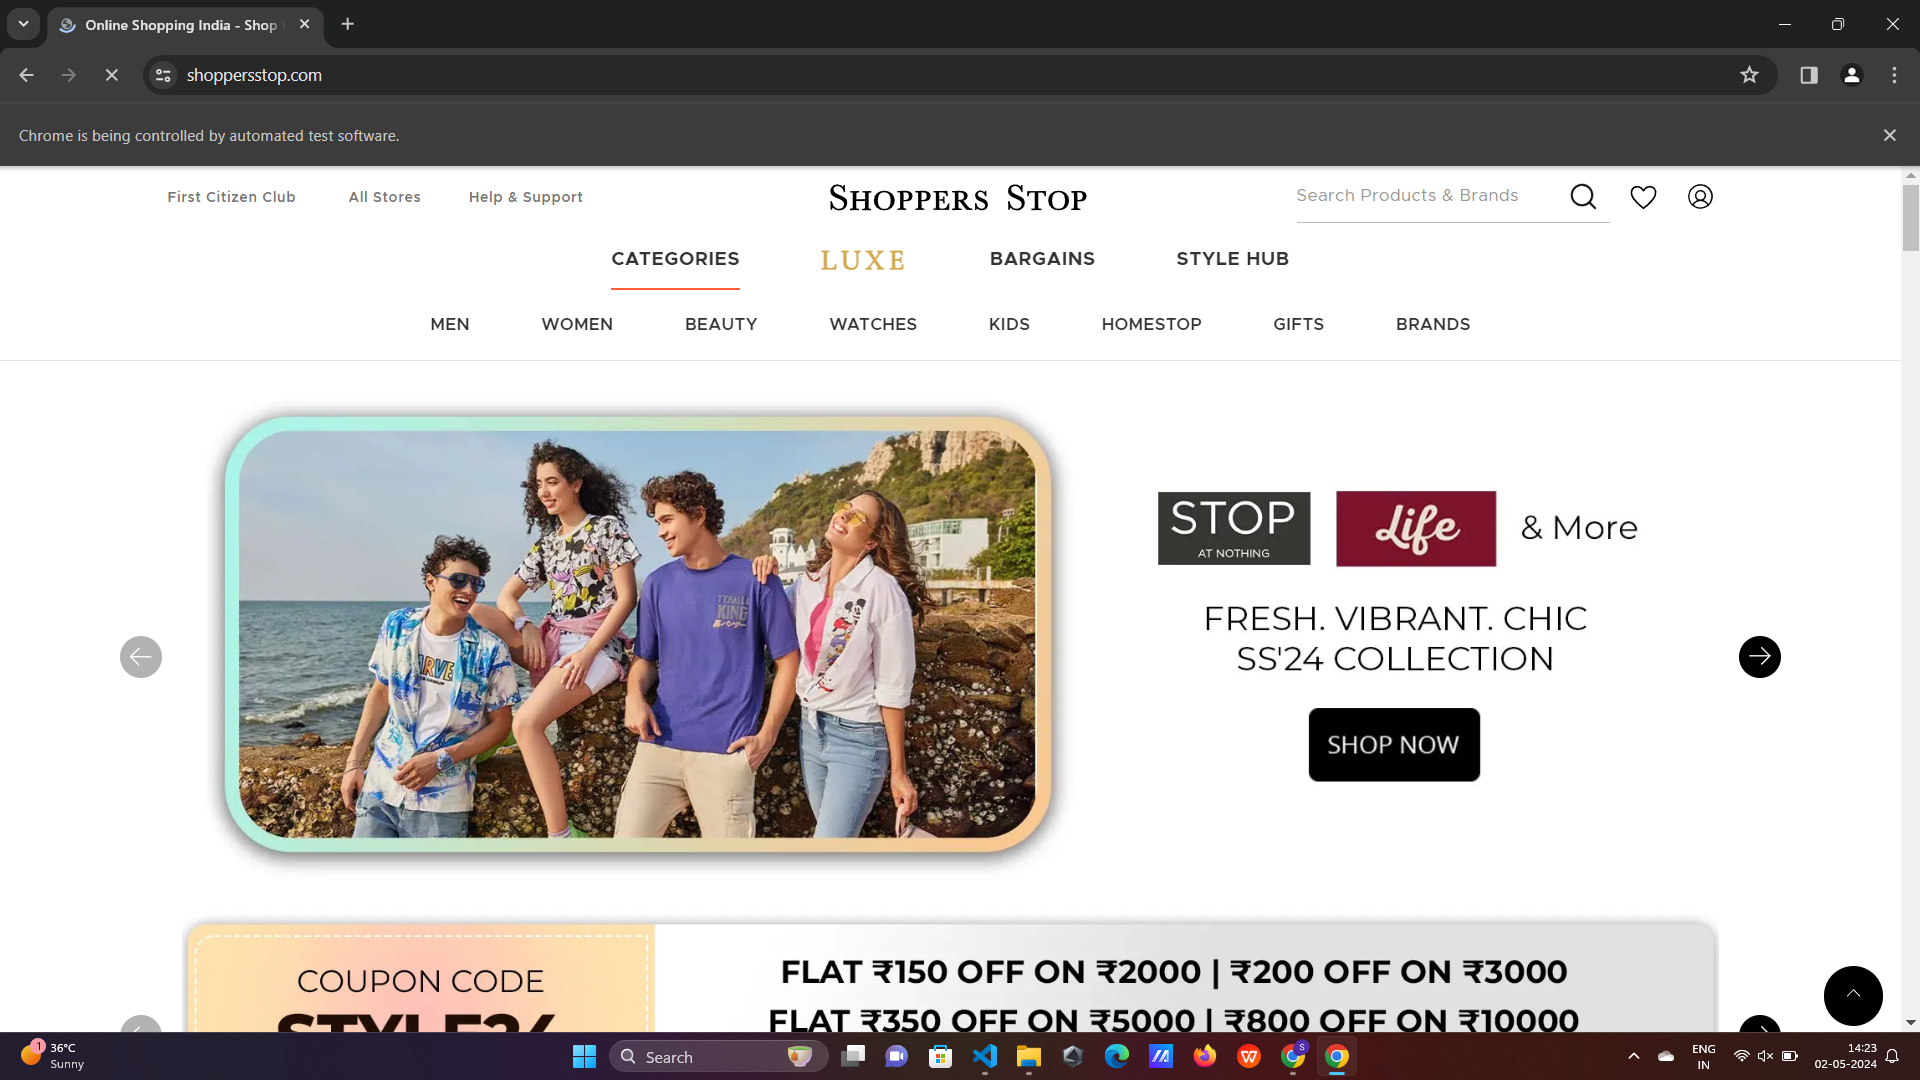 Online Shopping India - Shop
shoppersstop.com
Chrome is being controlled by automated test software.
First Citizen Club All Stores Help & Support
SHOPPERS STOP
Search Products & Brands
CATEGORIES LUXE BARGAINS STYLE HUB
MEN WOMEN BEAUTY WATCHES KIDS HOMESTOP GIFTS BRANDS
T'CHALLA
KING
STOP
AT NOTHING
Life
& More
FRESH. VIBRANT. CHIC
SS'24 COLLECTION
SHOP NOW
COUPON CODE
STYLE24
FLAT ₹150 OFF ON ₹2000 | ₹200 OFF ON ₹3000
FLAT ₹350 OFF ON ₹5000 | ₹800 OFF ON ₹10000
1
36°C
Sunny
Search
S
ENG
IN
14:23
02-05-2024